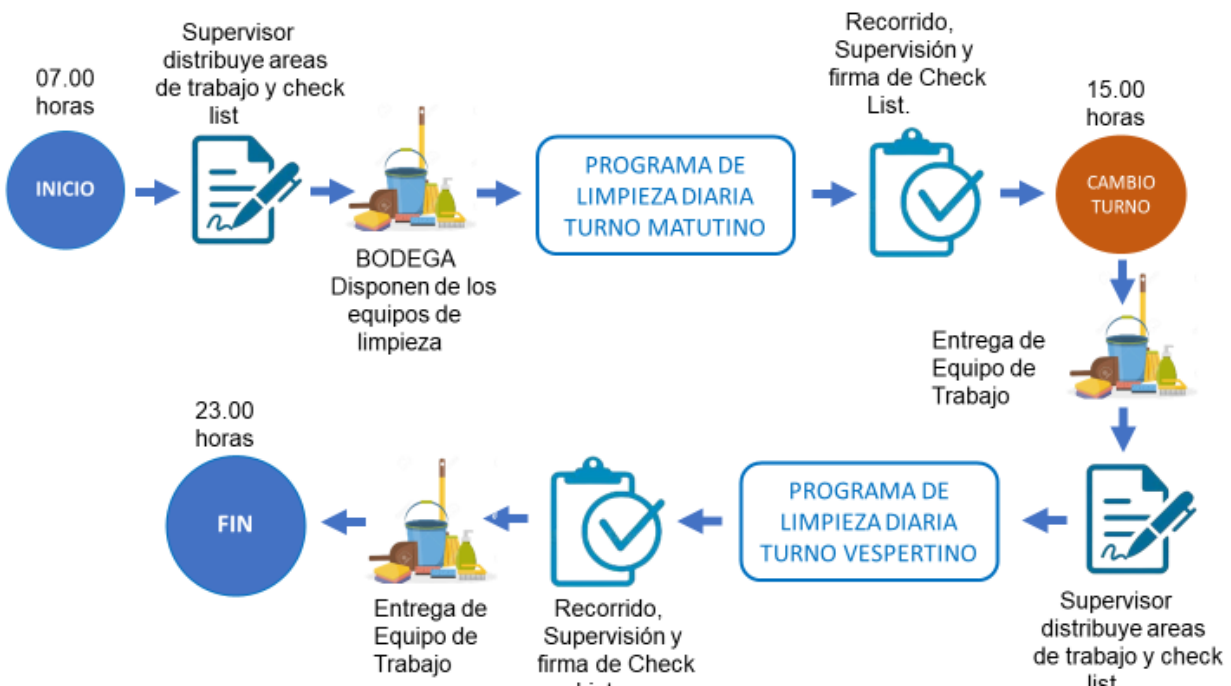 07.00
horas
INICIO
Supervisor
distribuye areas
de trabajo y check
list
BODEGA
Disponen de los
equipos de
limpieza
PROGRAMA DE
LIMPIEZA DIARIA
TURNO MATUTINO
Recorrido,
Supervisión y
firma de Check
List.
15.00
horas
CAMBIO
TURNO
Entrega de
Equipo de
Trabajo
Supervisor
distribuye areas
de trabajo y check
list
PROGRAMA DE
LIMPIEZA DIARIA
TURNO VESPERTINO
Recorrido,
Supervisión y
firma de Check
Entrega de
Equipo de
Trabajo
23.00
horas
FIN